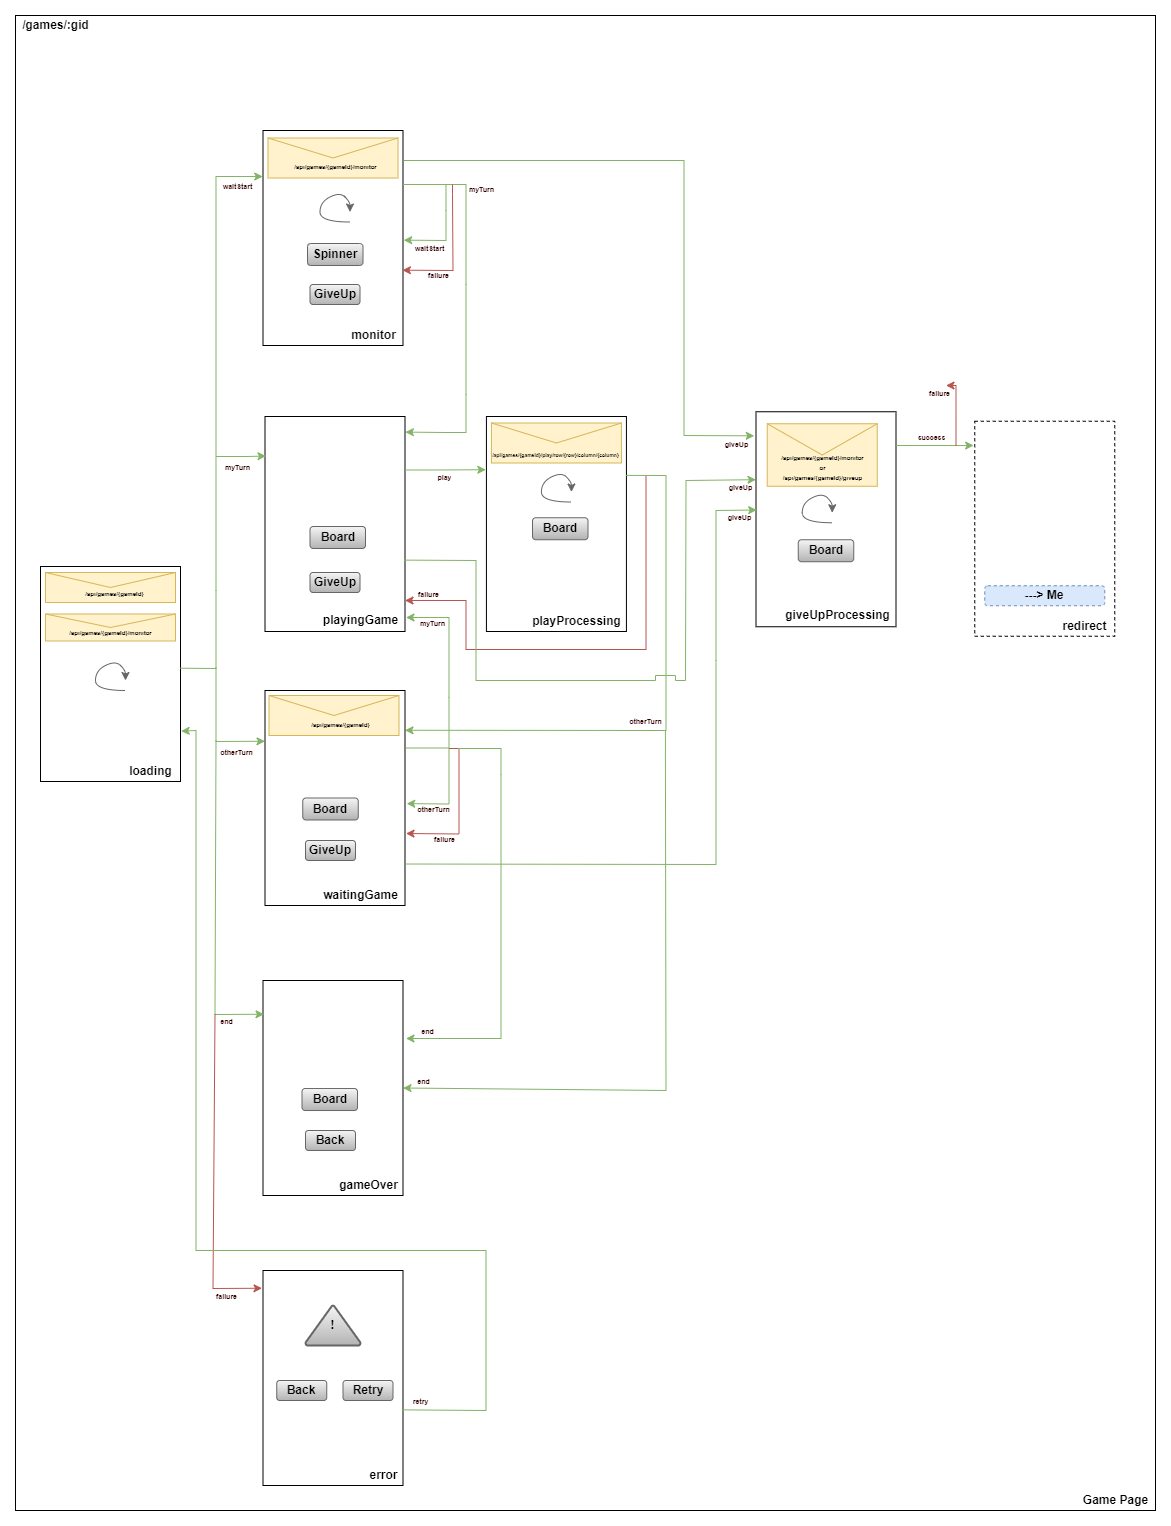 /games/:gid
/api/games/{gameId}/monitor
waitStart
myTurn
Spinner
waitStart
failure
GiveUp
monitor
failure
success
giveUp
/api/games/{gameId}/play/row/{row}/column/{column}
/api/games/{gameId}/monitor
or
/api/games/{gameId}/giveup
myTurn
play
giveUp
giveUp
Board
Board
Board
GiveUp
failure
playingGame
myTurn
playProcessing
giveUpProcessing
---> Me
redirect
/api/games/{gameId}
/api/games/{gameId}/monitor
loading
/api/games/{gameId}
otherTurn
otherTurn
Board
otherTurn
failure
GiveUp
waitingGame
end
end
end
Board
Back
gameOver
failure
!
Back
Retry
retry
error
Game Page